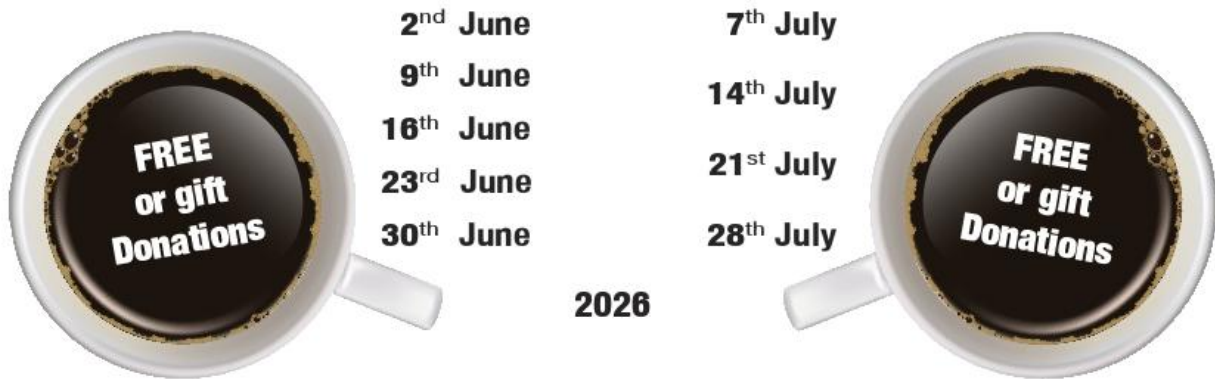 FREE
or gift
Donations
2nd June
9th June
16th June
23rd June
30th June
7th July
14th July
21st July
28th July
2026
FREE
or gift
Donations